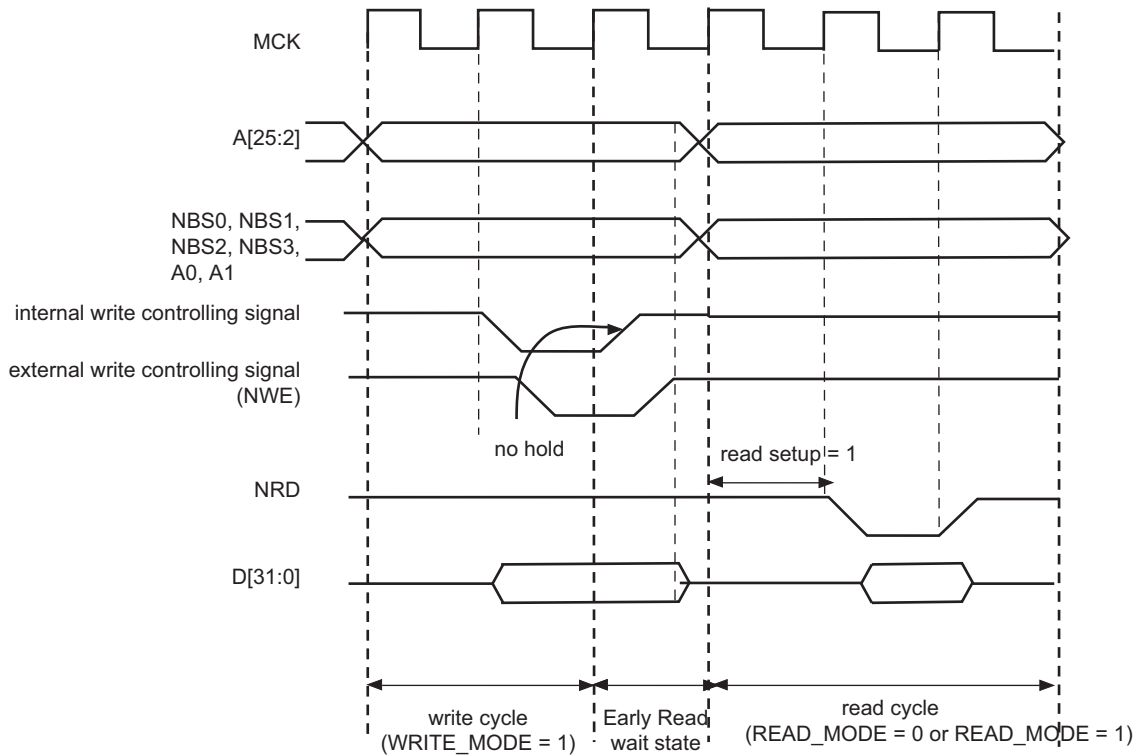 MCK
A[25:2]
NBS0, NBS1,
NBS2, NBS3,
A0, A1
internal write controlling signal
external write controlling signal
(NWE)
no hold
read setup = 1
NRD
D[31:0]
write cycle
(WRITE_MODE = 1)
Early Read
wait state
read cycle
(READ_MODE = 0 or READ_MODE = 1)